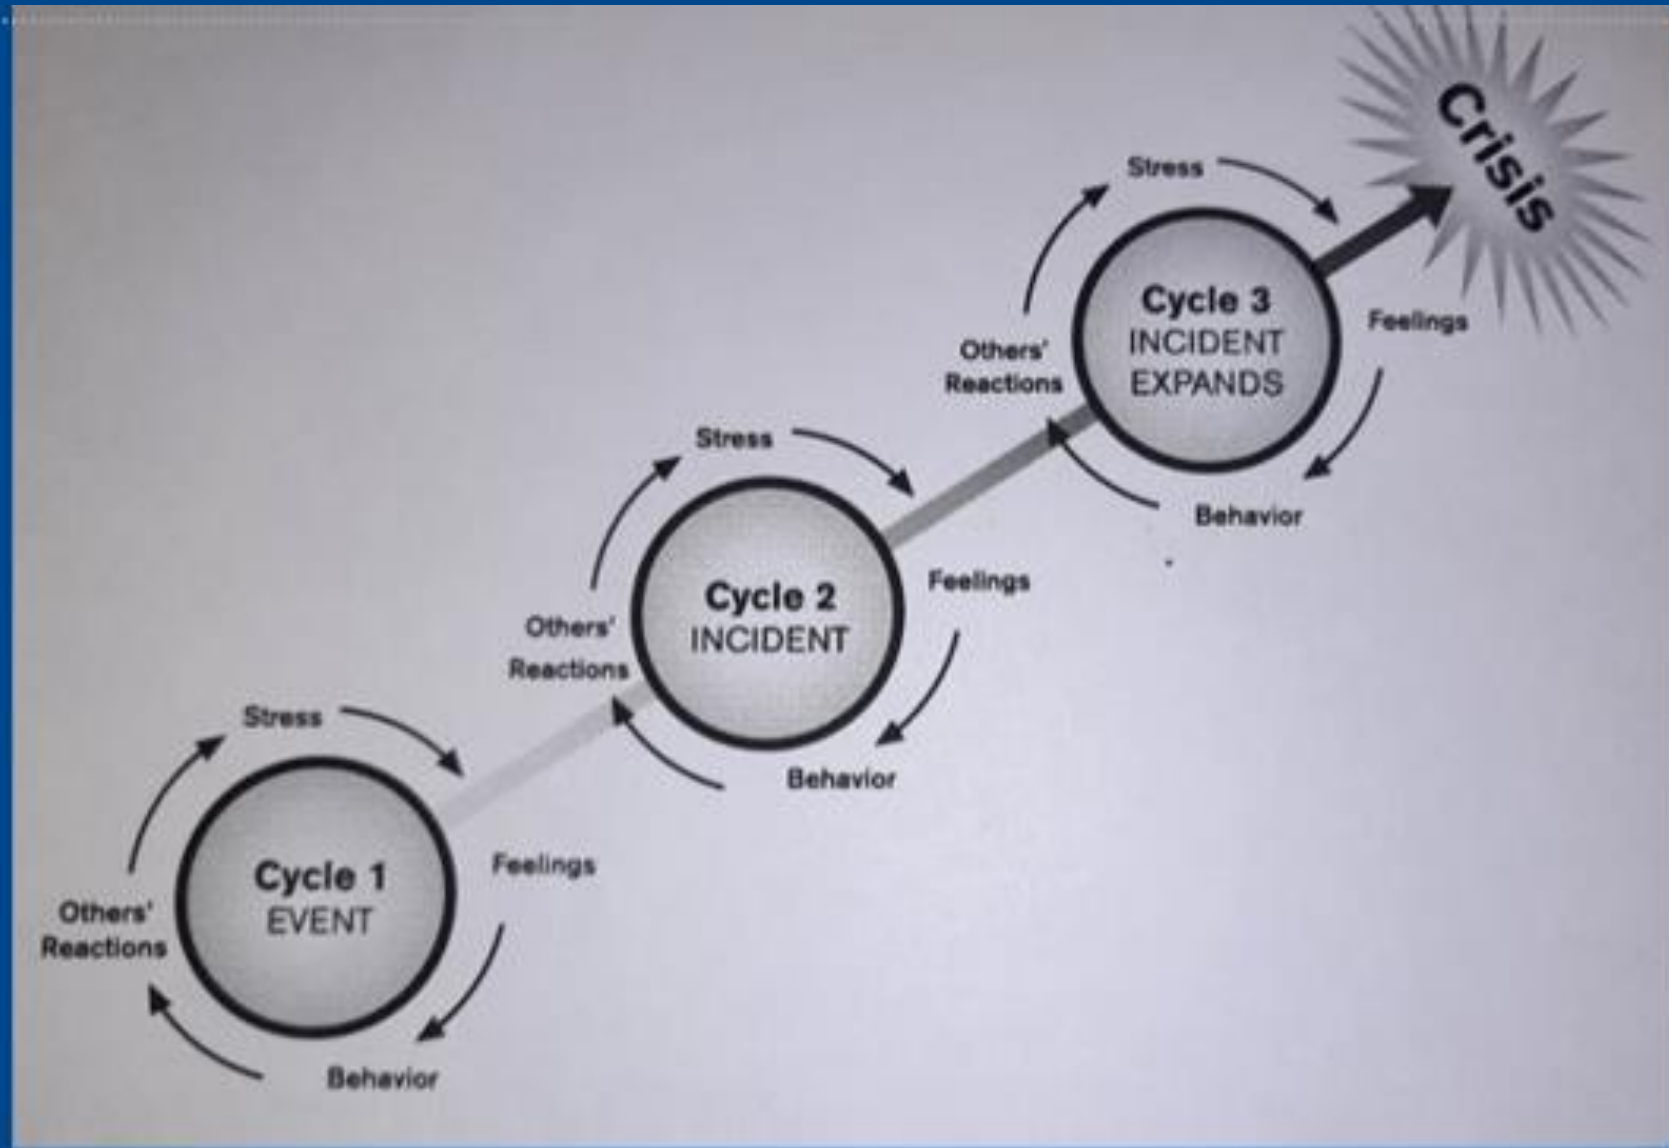 Crisis
Stress
Cycle 3
INCIDENT
EXPANDS
Feelings
Others'
Reactions
Behavior
Stress
Cycle 2
INCIDENT
Feelings
Others'
Reactions
Behavior
Stress
Cycle 1
EVENT
Feelings
Others'
Reactions
Behavior